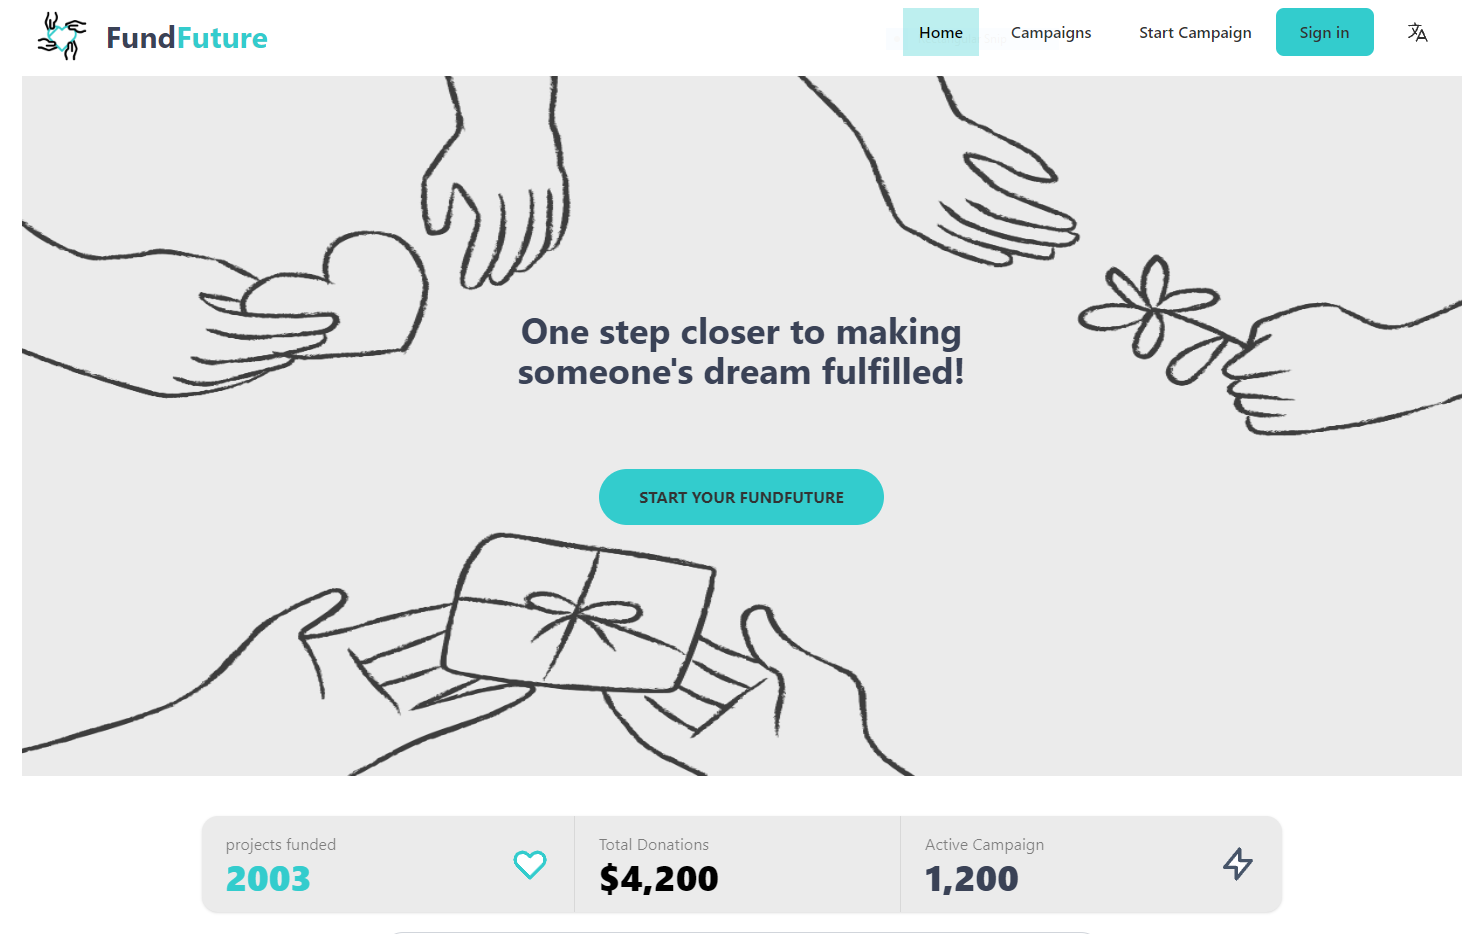 FundFuture
Home
Campaigns
Start Campaign
Sign in
One step closer to making
someone's dream fulfilled!
START YOUR FUNDFUTURE
projects funded
2003
Total Donations
$4,200
Active Campaign
1,200